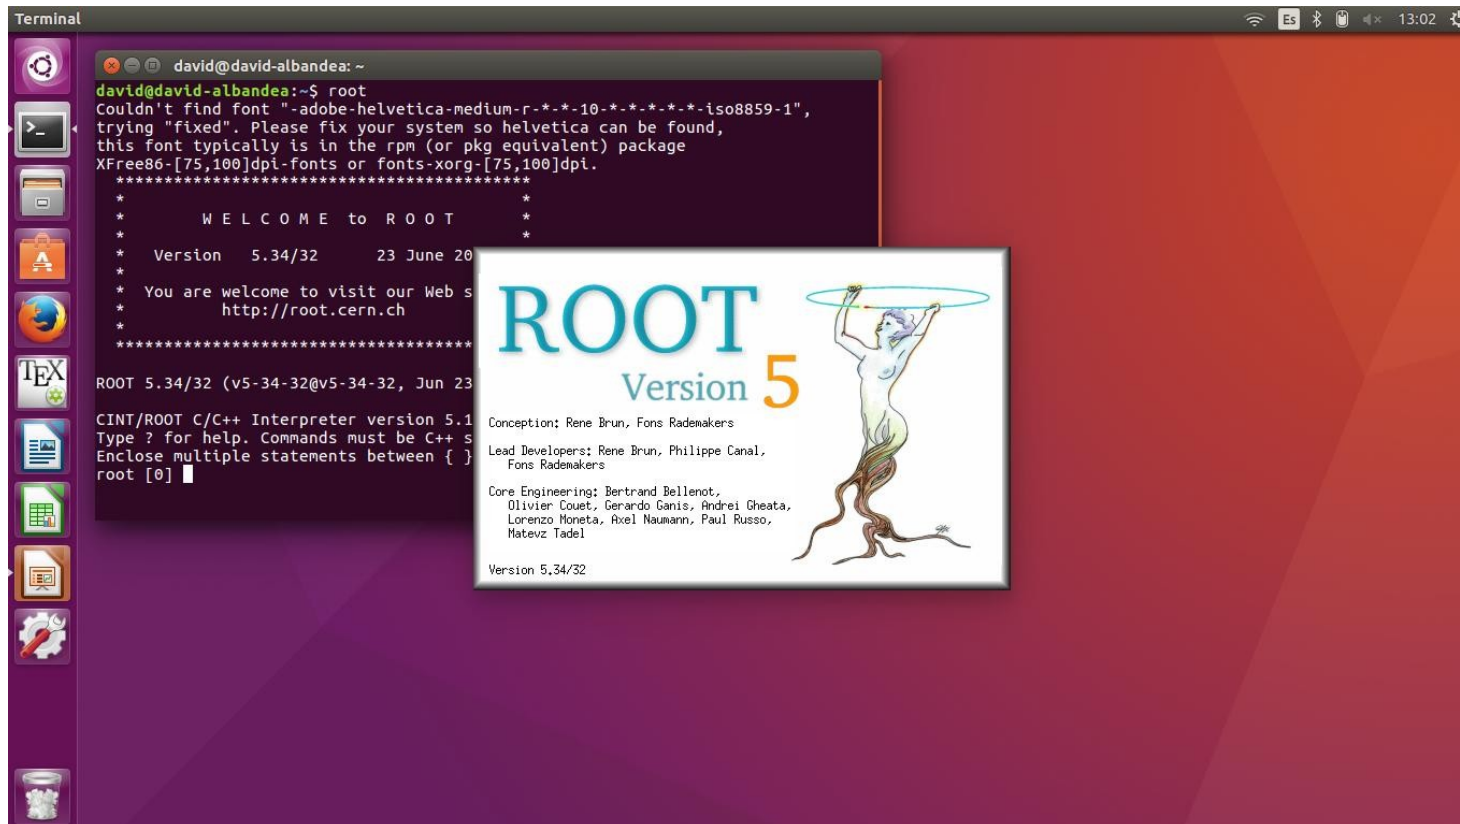 Terminal
Es
13:02
david@david-albandea: ~
david@david-albandea:~$ root
Couldn't find font "-adobe-helvetica-medium-r-*-*-10-*-*-*-*-*-iso8859-1",
trying "fixed". Please fix your system so helvetica can be found,
this font typically is in the rpm (or pkg equivalent) package
XFree86-[75,100]dpi-fonts or fonts-xorg-[75,100]dpi.
*******************************************
* *
* W E L C O M E to R O O T *
* *
* Version 5.34/32 23 June 20
*
* You are welcome to visit our Web s
* http://root.cern.ch
*
*************************************
ROOT 5.34/32 (v5-34-32@v5-34-32, Jun 23
CINT/ROOT C/C++ Interpreter version 5.1
Type ? for help. Commands must be C++ s
Enclose multiple statements between { }
root [0]
ROOT
Version 5
Conception: Rene Brun, Fons Rademakers
Lead Developers: Rene Brun, Philippe Canal,
Fons Rademakers
Core Engineering: Bertrand Bellenot,
Olivier Couet, Gerardo Ganis, Andrei Gheata,
Lorenzo Moneta, Axel Naumann, Paul Russo,
Matevz Tadel
Version 5.34/32
TEX